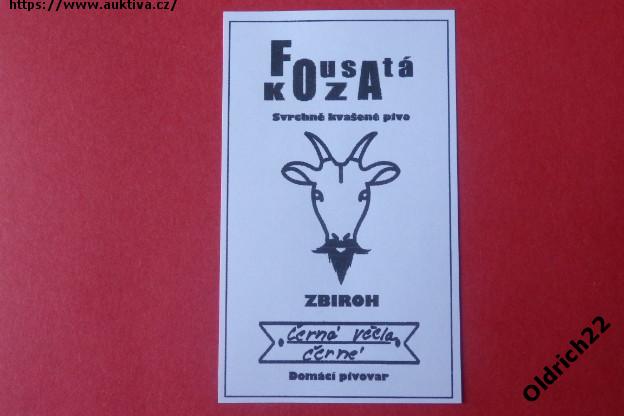 https://www.auktiva.cz/
FOusAtá
KOZA
Svrchně kvašené pivo
ZBIROH
černá včela
černé
Domácí pivovar
Oldrich22